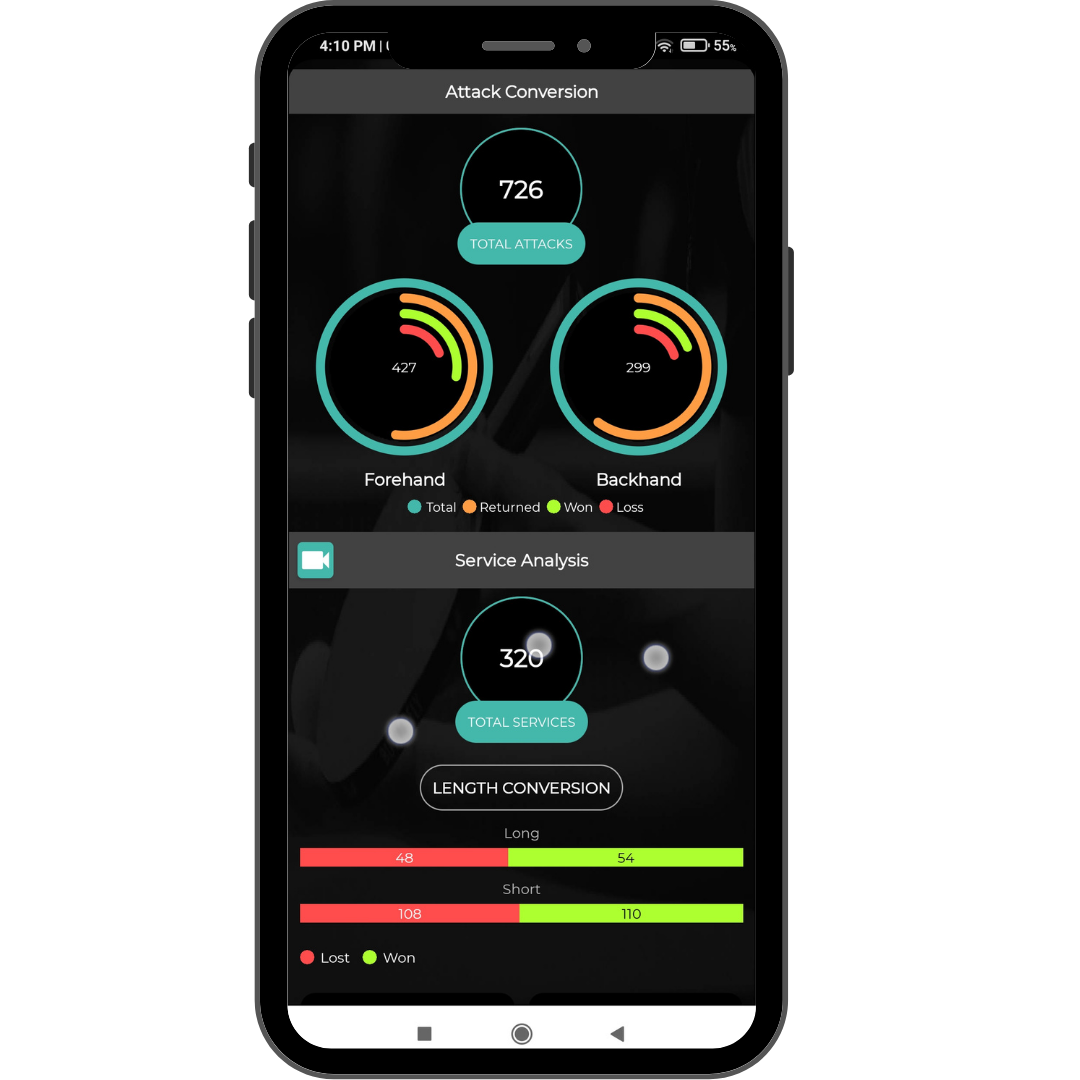 4:10 PM | 55%
Attack Conversion
726
TOTAL ATTACKS
427 299
Forehand Backhand
Total Returned Won Loss
Service Analysis
320
TOTAL SERVICES
LENGTH CONVERSION
Long
48 54
Short
108 110
Lost Won